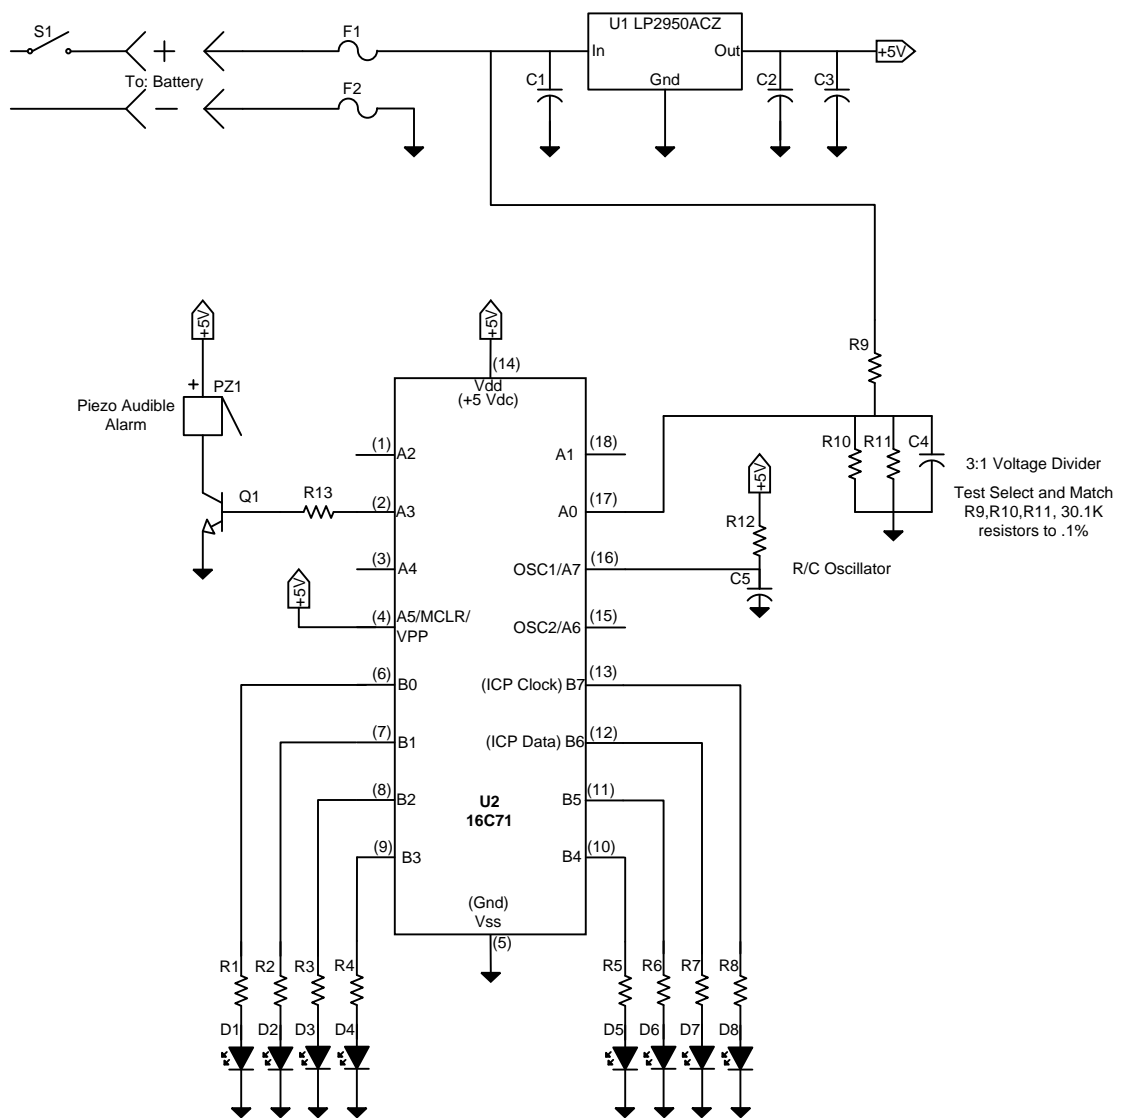 S1
+
To: Battery
−
F1
F2
U1 LP2950ACZ
In
Out
Gnd
C1
C2
C3
+5V
R9
+5V
+5V
(14)
Vdd
(+5 Vdc)
+
PZ1
Piezo Audible
Alarm
Q1
R13
(1)
A2
(2)
A3
(3)
A4
+5V
(4)
A5/MCLR/
VPP
(6)
B0
(7)
B1
(8)
B2
(9)
B3
(18)
A1
(17)
A0
(16)
OSC1/A7
(15)
OSC2/A6
(13)
(ICP Clock) B7
(12)
(ICP Data) B6
(11)
B5
(10)
B4
U2
16C71
(Gnd)
Vss
(5)
R10
R11
C4
3:1 Voltage Divider
Test Select and Match
R9,R10,R11, 30.1K
resistors to .1%
+5V
R12
C5
R/C Oscillator
R1
R2
R3
R4
R5
R6
R7
R8
D1
D2
D3
D4
D5
D6
D7
D8